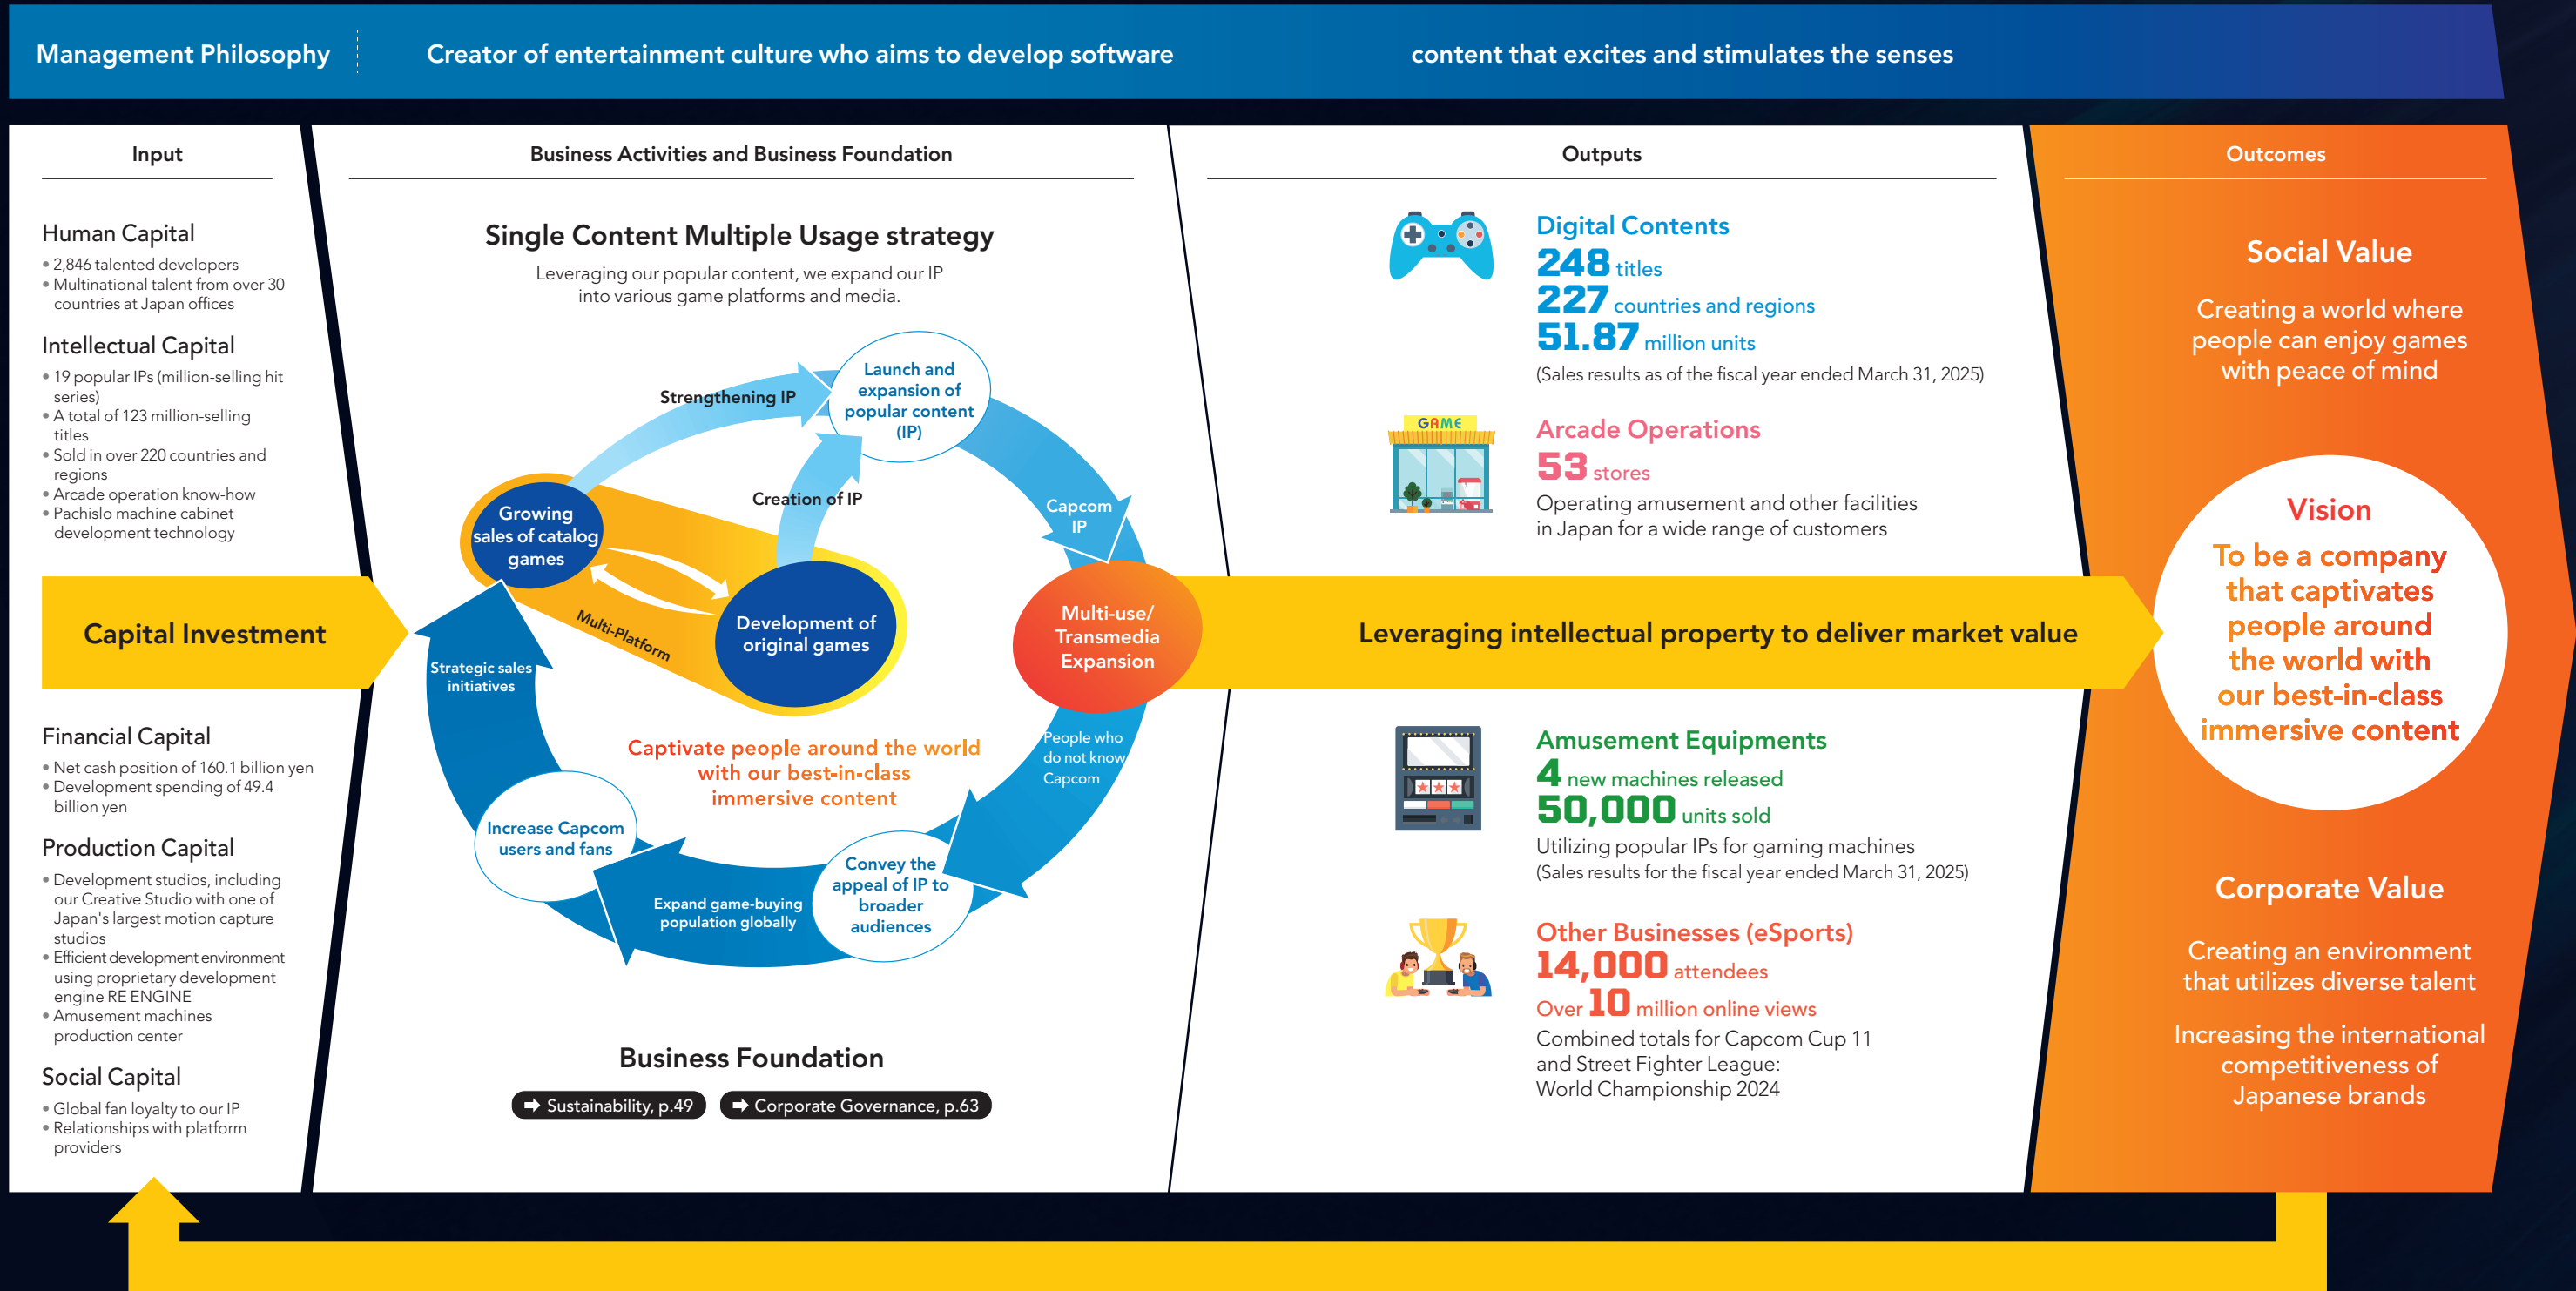 Management Philosophy
Creator of entertainment culture who aims to develop software content that excites and stimulates the senses
Input
Human Capital
• 2,846 talented developers
• Multinational talent from over 30
countries at Japan offices
Intellectual Capital
• 19 popular IPs (million-selling hit
series)
• A total of 123 million-selling
titles
• Sold in over 220 countries and
regions
• Arcade operation know-how
• Pachislo machine cabinet
development technology
Capital Investment
Financial Capital
• Net cash position of 160.1 billion yen
• Development spending of 49.4
billion yen
Production Capital
• Development studios, including
our Creative Studio with one of
Japan's largest motion capture
studios
• Efficient development environment
using proprietary development
engine RE ENGINE
• Amusement machines
production center
Social Capital
• Global fan loyalty to our IP
• Relationships with platform
providers
Business Activities and Business Foundation
Single Content Multiple Usage strategy
Leveraging our popular content, we expand our IP
into various game platforms and media.
Launch and
expansion of
popular content
(IP)
Strengthening IP
Creation of IP
Capcom
IP
Growing
sales of catalog
games
Multi-Platform
Development of
original games
Multi-use/
Transmedia
Expansion
Strategic sales
initiatives
People who
do not know
Capcom
Captivate people around the world
with our best-in-class
immersive content
Increase Capcom
users and fans
Convey the
appeal of IP to
broader
audiences
Expand game-buying
population globally
Business Foundation
Sustainability, p.49
Corporate Governance, p.63
Outputs
GAME
Digital Contents
248 titles
227 countries and regions
51.87 million units
(Sales results as of the fiscal year ended March 31, 2025)
Arcade Operations
53 stores
Operating amusement and other facilities
in Japan for a wide range of customers
Leveraging intellectual property to deliver market value
Amusement Equipments
4 new machines released
50,000 units sold
Utilizing popular IPs for gaming machines
(Sales results for the fiscal year ended March 31, 2025)
Other Businesses (eSports)
14,000 attendees
Over 10 million online views
Combined totals for Capcom Cup 11
and Street Fighter League:
World Championship 2024
Outcomes
Social Value
Creating a world where
people can enjoy games
with peace of mind
Vision
To be a company
that captivates
people around
the world with
our best-in-class
immersive content
Corporate Value
Creating an environment
that utilizes diverse talent
Increasing the international
competitiveness of
Japanese brands